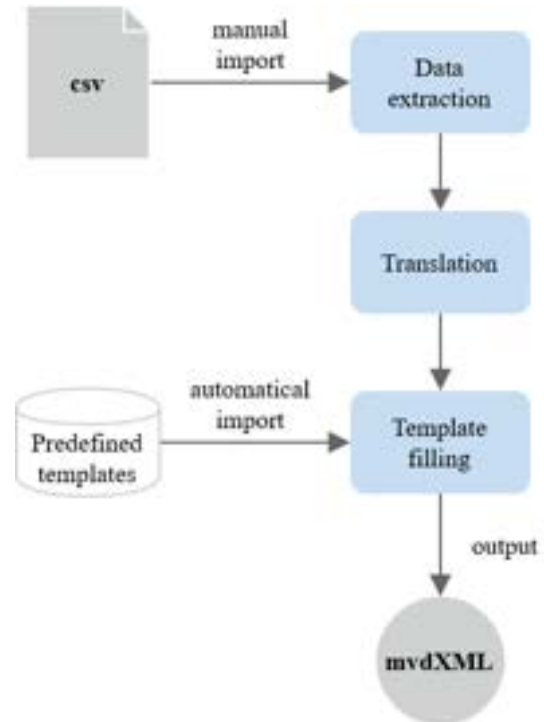 manual
import
csv
Data
extraction
Translation
automatical
import
Predefined
templates
Template
filling
output
mvdXML